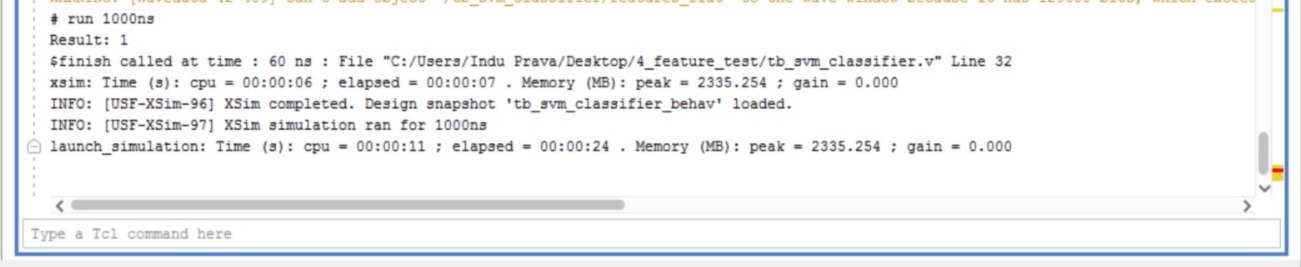 # run 1000ns
Result: 1
$finish called at time : 60 ns : File "C:/Users/Indu Prava/Desktop/4_feature_test/tb_svm_classifier.v" Line 32
xsim: Time (s): cpu = 00:00:06 ; elapsed = 00:00:07 . Memory (MB): peak = 2335.254 ; gain = 0.000
INFO: [USF-XSim-96] XSim completed. Design snapshot 'tb_svm_classifier_behav' loaded.
INFO: [USF-XSim-97] XSim simulation ran for 1000ns
launch_simulation: Time (s): cpu = 00:00:11 ; elapsed = 00:00:24 . Memory (MB): peak = 2335.254 ; gain = 0.000
Type a Tcl command here